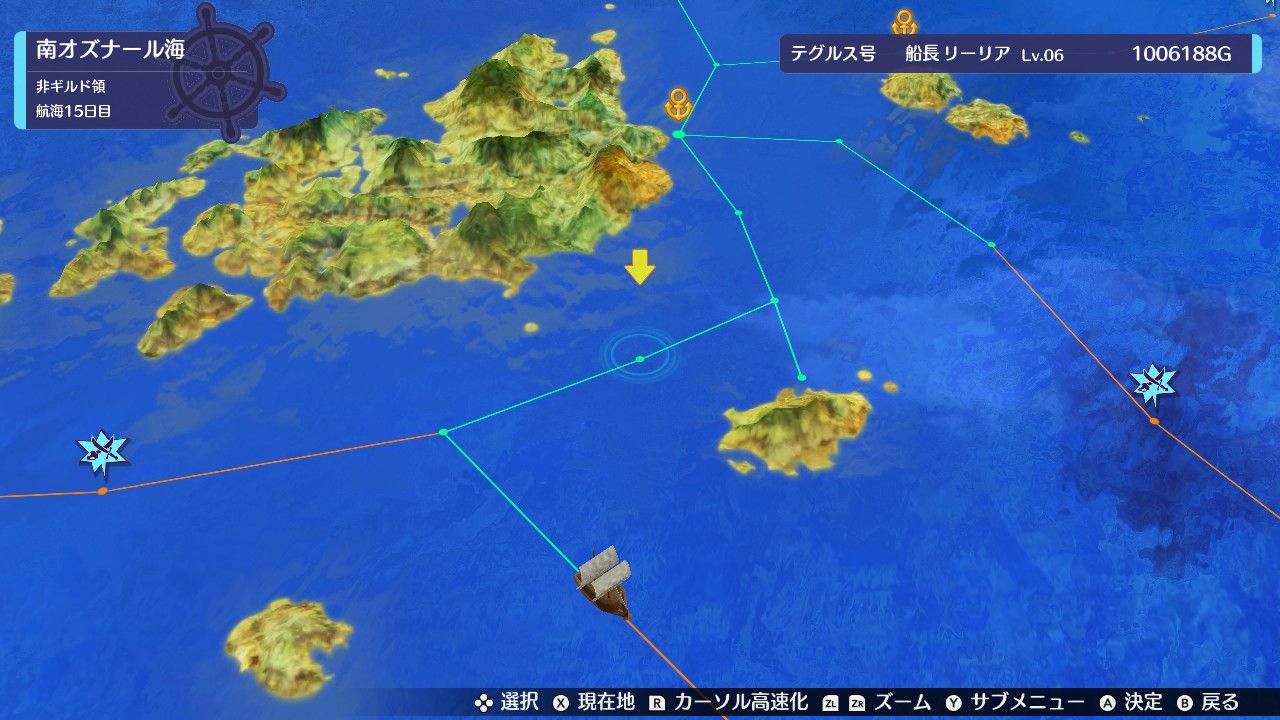 南オズナール海
非ギルド領
航海15日目
テグルス号 船長 リーリア Lv.06 1006188G
選択 X 現在地 R カーソル高速化 ZL ZR ズーム Y サブメニュー A 決定 B 戻る